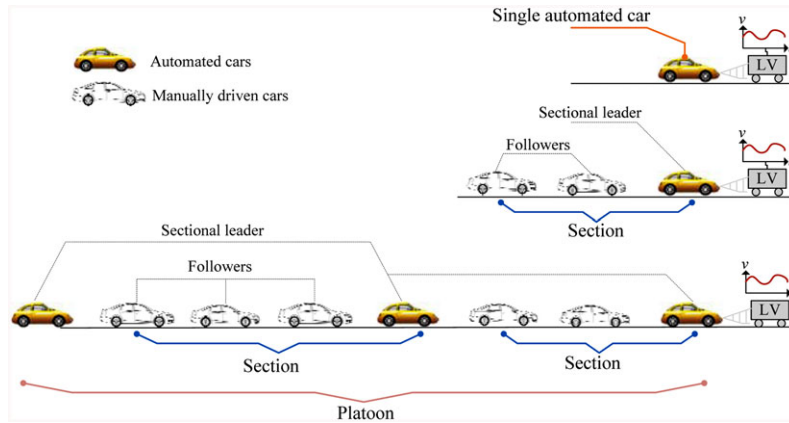 Single automated car
v
LV
Automated cars
Manually driven cars
Sectional leader
Followers
v
LV
Section
Sectional leader
Followers
v
LV
Section
Section
Platoon